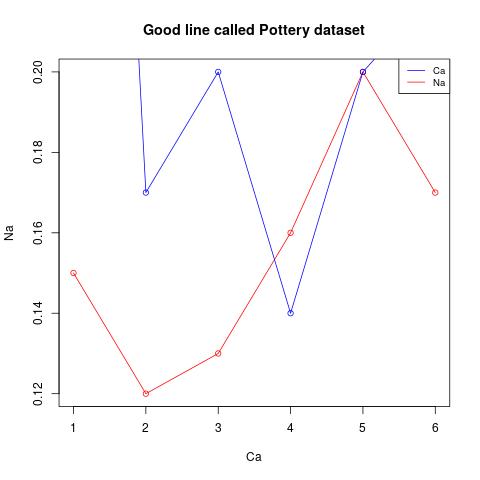 Good line called Pottery dataset
Ca
Na
0.20
0.18
0.16
0.14
0.12
Na
1 2 3 4 5 6
Ca